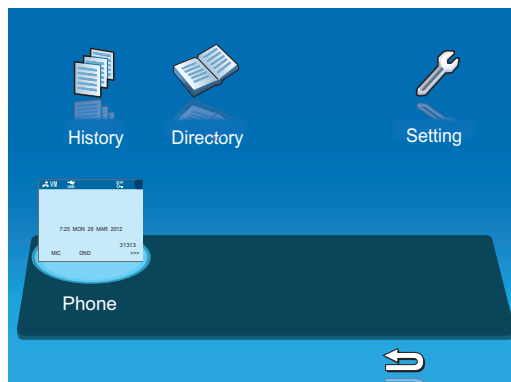 History Directory Setting
VM
7:25 MON 26 MAR 2012
31313
MIC DND >>>
Phone